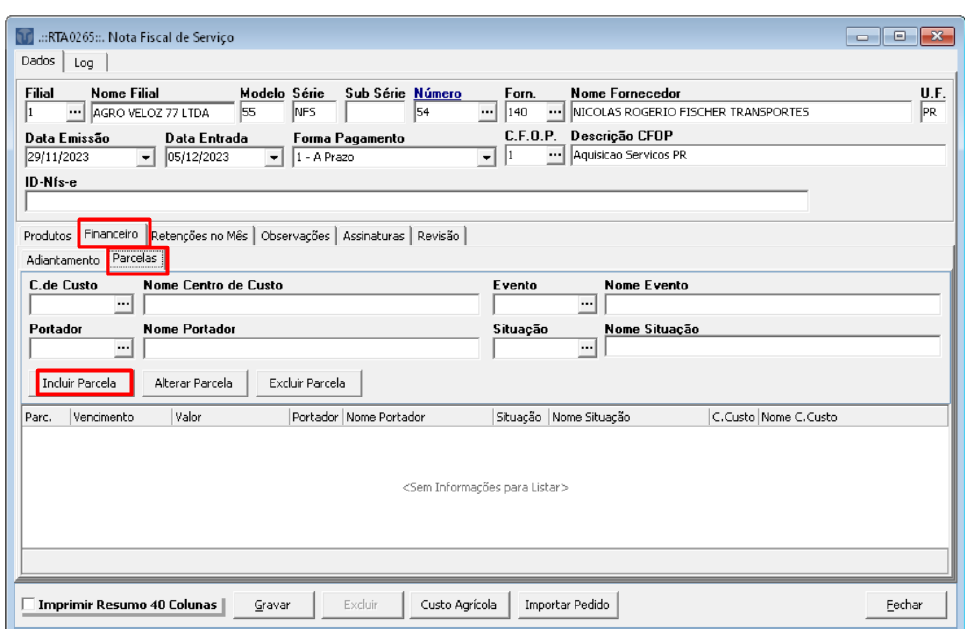 .::RTA0265::. Nota Fiscal de Serviço
Dados Log
Filial Nome Filial Modelo Série Sub Série Número Forn. Nome Fornecedor U.F.
1 ... AGRO VELOZ 77 LTDA 55 NFS 54 ... 140 ... NICOLAS ROGERIO FISCHER TRANSPORTES PR
Data Emissão Data Entrada Forma Pagamento C.F.O.P. Descrição CFOP
29/11/2023 05/12/2023 1 - A Prazo 1 ... Aquisicao Servicos PR
ID-Nfs-e
Produtos Financeiro Retenções no Mês Observações Assinaturas Revisão
Adiantamento Parcelas
C.de Custo Nome Centro de Custo Evento Nome Evento
... ...
Portador Nome Portador Situação Nome Situação
... ...
Incluir Parcela Alterar Parcela Excluir Parcela
Parc. Vencimento Valor Portador Nome Portador Situação Nome Situação C.Custo Nome C.Custo
<Sem Informações para Listar>
Imprimir Resumo 40 Colunas Gravar Excluir Custo Agrícola Importar Pedido Fechar